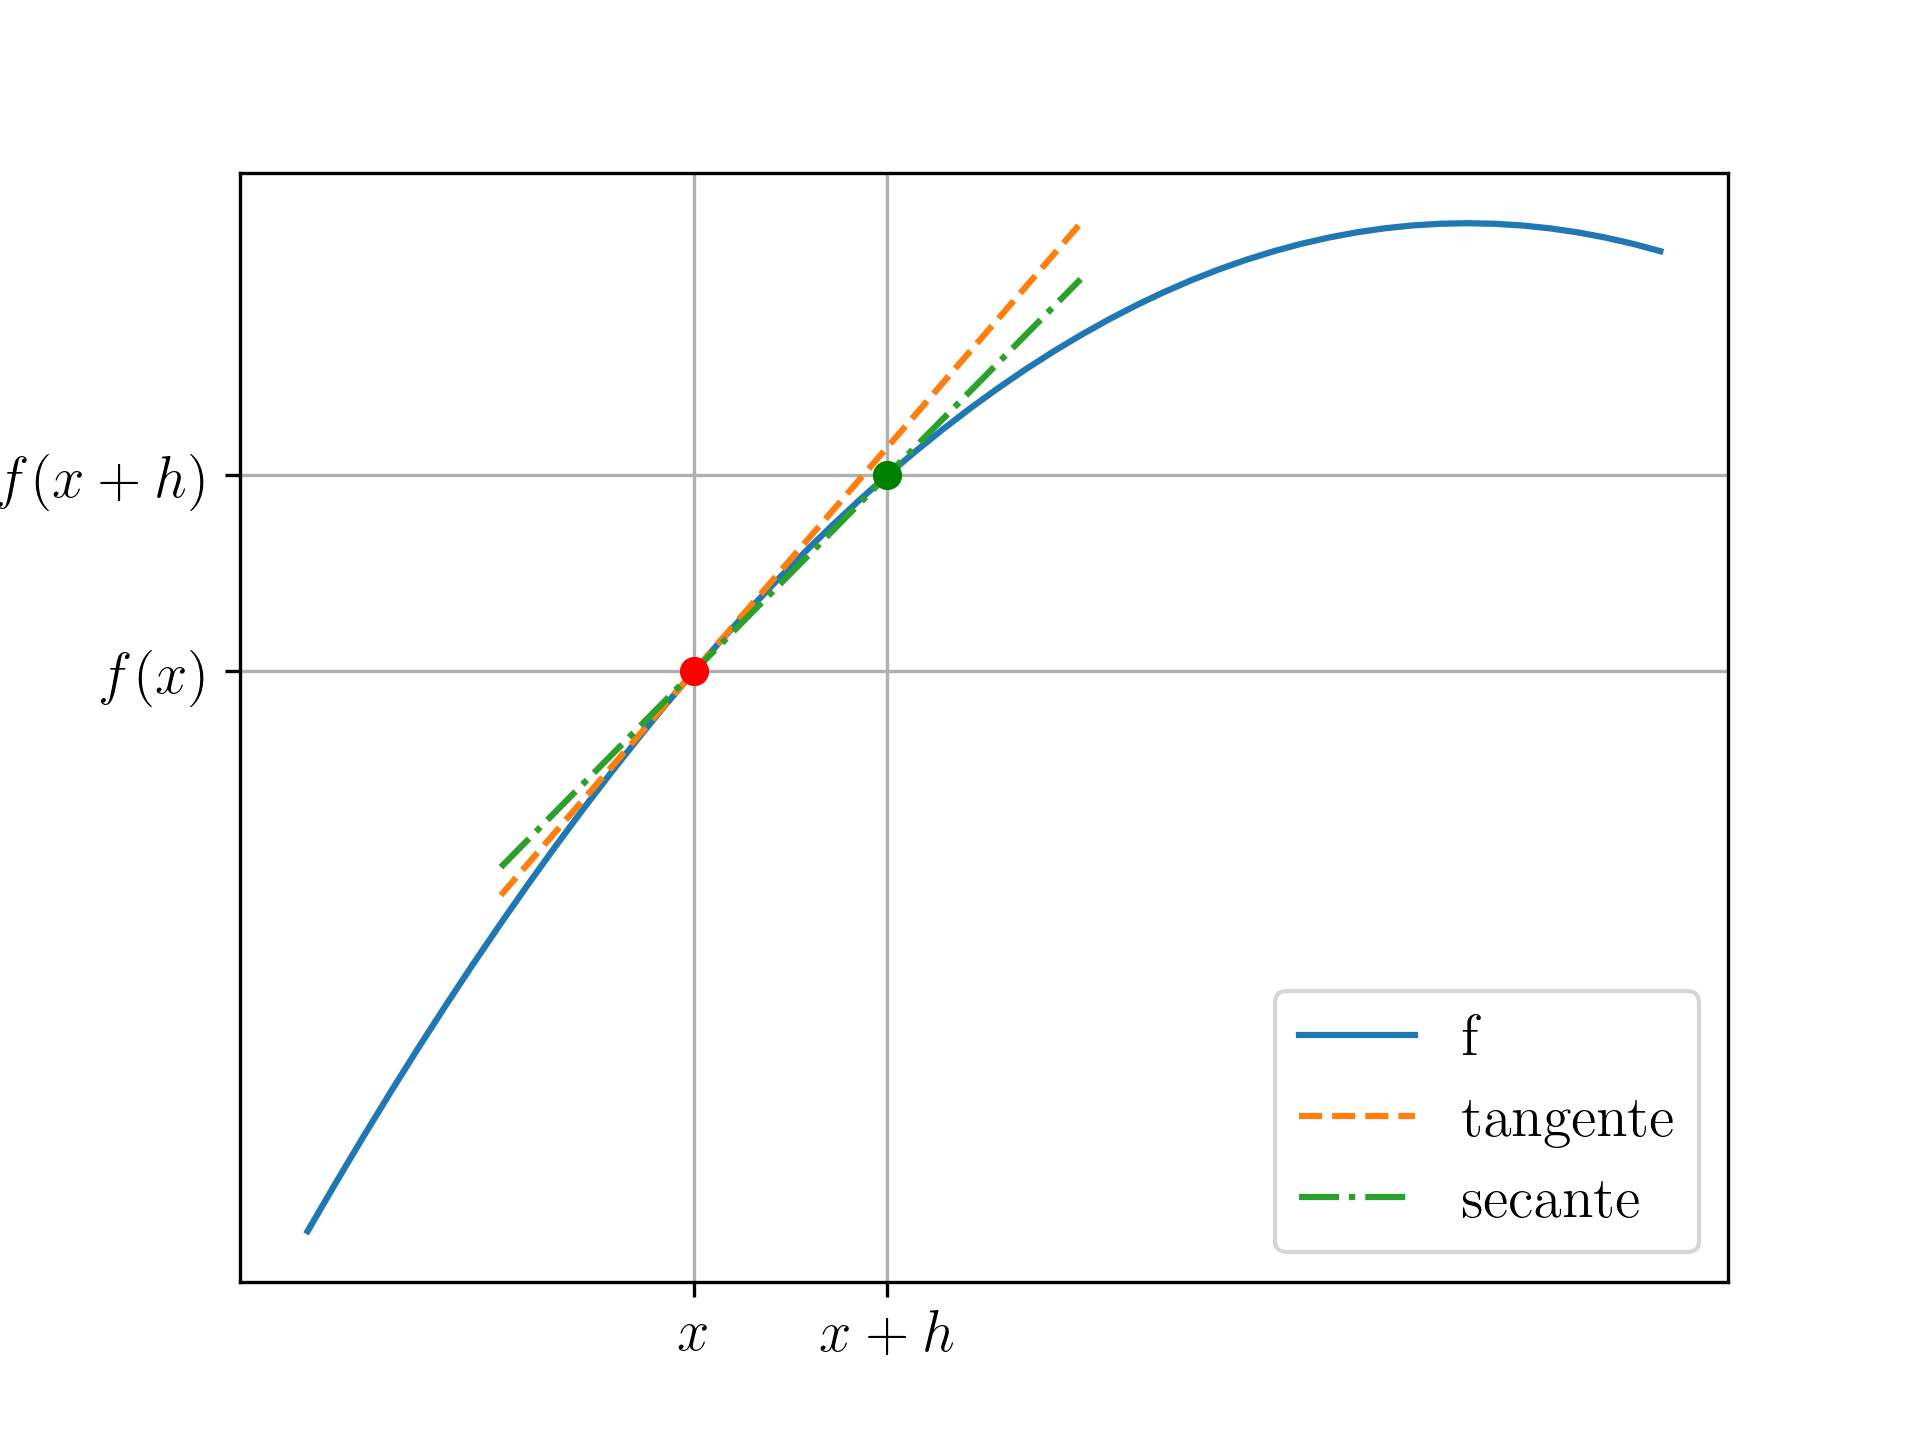 f(x + h)
f(x)
x
x + h
f
tangente
secante